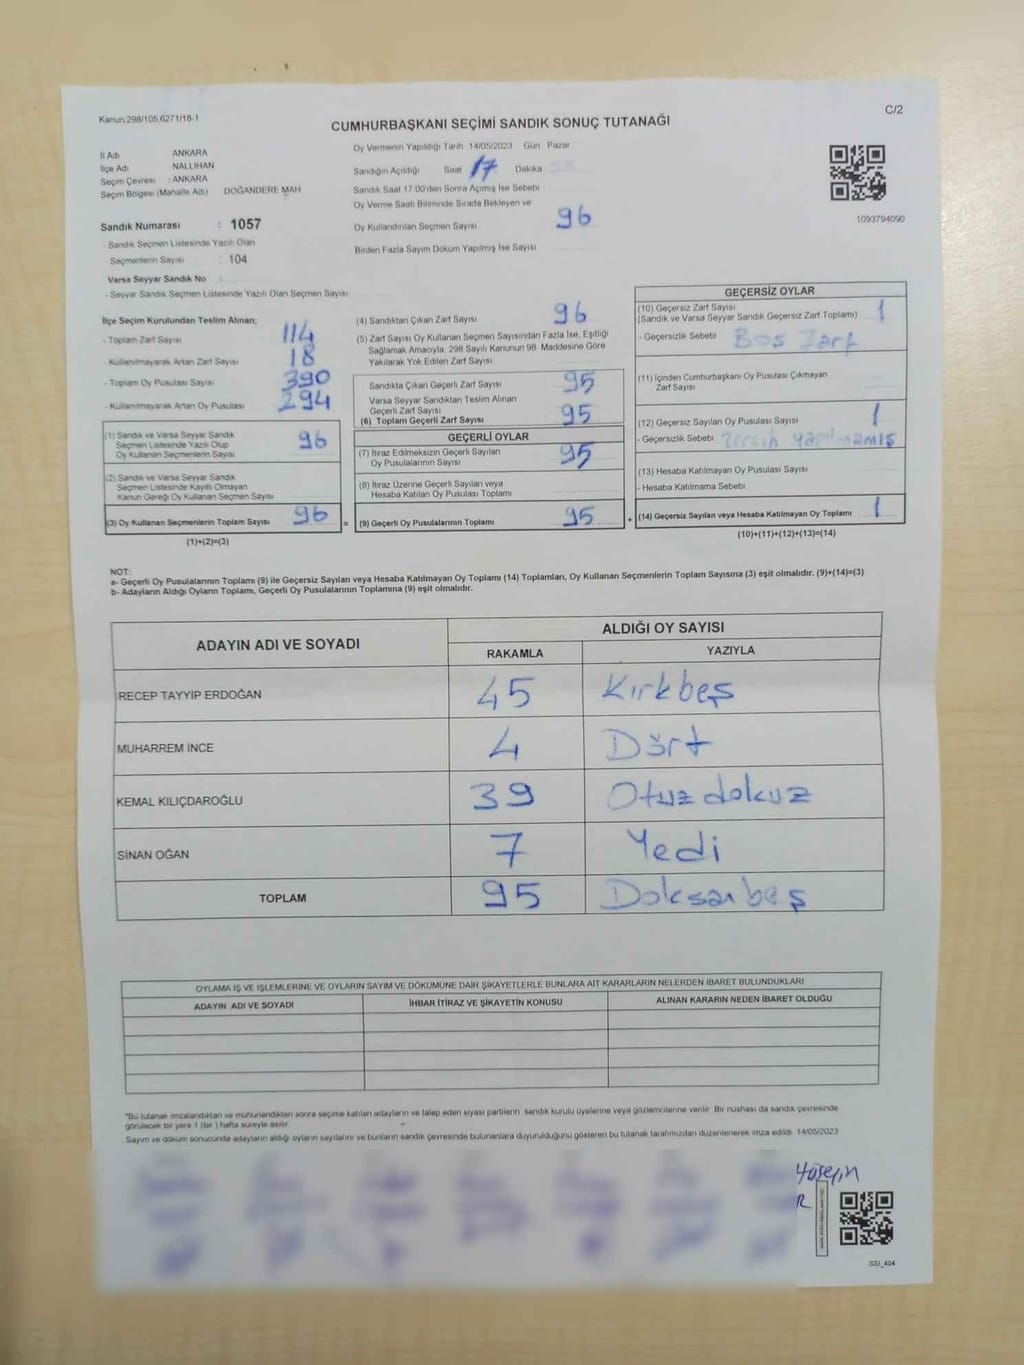 Kanun 298/105.6271/18-1
C/2
CUMHURBAŞKANI SEÇİMİ SANDIK SONUÇ TUTANAĞI
İl Adı ANKARA
İlçe Adı NALLIHAN
Seçim Çevresi : ANKARA
Seçim Bölgesi (Mahalle Adı) DOĞANDERE MAH
Sandık Numarası : 1057
- Sandık Seçmen Listesinde Yazılı Olan
Seçmenlerin Sayısı 104
Varsa Seyyar Sandık No
- Seyyar Sandık Seçmen Listesinde Yazılı Olan Seçmen Sayısı
Oy Vermenin Yapıldığı Tarih 14/05/2023 Gün Pazar
Sandığın Açıldığı Saat 17 Dakika
Sandık Saat 17:00'den Sonra Açımış İse Sebebi
Oy Verme Saati Bitiminde Sırada Bekleyen ve
Oy Kullandırılan Seçmen Sayısı 96
Birden Fazla Sayım Döküm Yapılmış İse Sayısı
1093794090
İlçe Seçim Kurulundan Teslim Alınan;
- Toplam Zarf Sayısı 114
- Kullanılmayarak Artan Zarf Sayısı 18
- Toplam Oy Pusulası Sayısı 390
- Kullanılmayarak Artan Oy Pusulası 294
(1) Sandık ve Varsa Seyyar Sandık
Seçmen Listesinde Yazılı Olup
Oy Kullanan Seçmenlerin Sayısı 96
(2) Sandık ve Varsa Seyyar Sandık
Seçmen Listesinde Kayıtlı Olmayan
Kanun Gereği Oy Kullanan Seçmen Sayısı
(3) Oy Kullanan Seçmenlerin Toplam Sayısı 96 =
(1)+(2)=(3)
(4) Sandıktan Çıkan Zarf Sayısı 96
(5) Zarf Sayısı Oy Kullanan Seçmen Sayısından Fazla İse, Eşitliği
Sağlamak Amacıyla. 298 Sayılı Kanunun 98. Maddesine Göre
Yakılarak Yok Edilen Zarf Sayısı
Sandıkta Çıkan Geçerli Zarf Sayısı 95
Varsa Seyyar Sandıktan Teslim Alınan
Geçerli Zarf Sayısı
(6) Toplam Geçerli Zarf Sayısı 95
GEÇERLİ OYLAR
(7) İtiraz Edilmeksizin Geçerli Sayılan
Oy Pusulalarının Sayısı 95
(8) İtiraz Üzerine Geçerli Sayılan veya
Hesaba Katılan Oy Pusulası Toplamı
(9) Geçerli Oy Pusulalarının Toplamı 95 +
GEÇERSİZ OYLAR
(10) Geçersiz Zarf Sayısı 1
(Sandık ve Varsa Seyyar Sandık Geçersiz Zarf Toplamı)
- Geçersizlik Sebebi Boş Zarf
(11) İçinden Cumhurbaşkanı Oy Pusulası Çıkmayan
Zarf Sayısı
(12) Geçersiz Sayılan Oy Pusulası Sayısı 1
- Geçersizlik Sebebi Tercih yapılmamış
(13) Hesaba Katılmayan Oy Pusulası Sayısı
- Hesaba Katılmama Sebebi
(14) Geçersiz Sayılan veya Hesaba Katılmayan Oy Toplamı 1
(10)+(11)+(12)+(13)=(14)
NOT:
a- Geçerli Oy Pusulalarının Toplamı (9) ile Geçersiz Sayılan veya Hesaba Katılmayan Oy Toplamı (14) Toplamları, Oy Kullanan Seçmenlerin Toplam Sayısına (3) eşit olmalıdır. (9)+(14)=(3)
b- Adayların Aldığı Oyların Toplamı, Geçerli Oy Pusulalarının Toplamına (9) eşit olmalıdır.
ADAYIN ADI VE SOYADI ALDIĞI OY SAYISI
RAKAMLA YAZIYLA
RECEP TAYYİP ERDOĞAN 45 Kırkbeş
MUHARREM İNCE 4 Dört
KEMAL KILIÇDAROĞLU 39 Otuzdokuz
SİNAN OĞAN 7 Yedi
TOPLAM 95 Doksanbeş
OYLAMA İŞ VE İŞLEMLERİNE VE OYLARIN SAYIM VE DÖKÜMÜNE DAİR ŞİKAYETLERLE BUNLARA AİT KARARLARIN NELERDEN İBARET BULUNDUKLARI
ADAYIN ADI VE SOYADI İHBAR İTİRAZ VE ŞİKAYETİN KONUSU ALINAN KARARIN NEDEN İBARET OLDUĞU
"Bu tutanak imzalandıktan ve mühürlendikten sonra seçime katılan adayların ve talep eden siyasi partilerin sandık kurulu üyelerine veya gözlemcilerine verilir. Bir nüshası da sandık çevresinde
görülecek bir yere 1 (bir ) hafta süreyle asılır.
Sayım ve döküm sonucunda adayların aldığı oyların sayılarını ve bunların sandık çevresinde bulunanlara duyurulduğunu gösteren bu tutanak tarafımızdan düzenlenerek imza edildi. 14/05/2023
Hüseyin
R
SSI_404